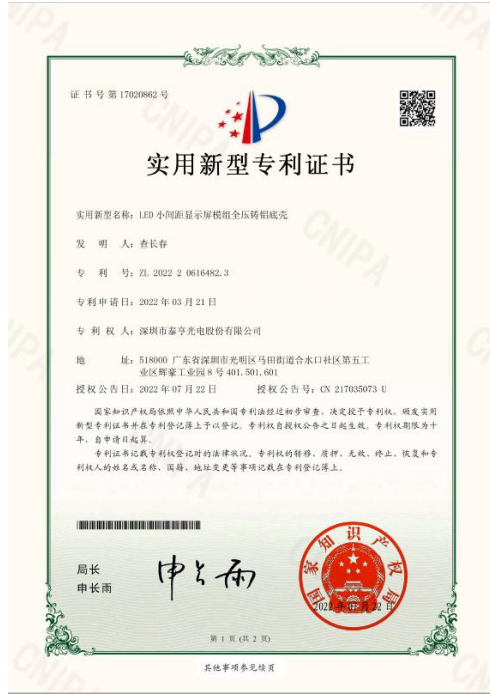 证书号第17020862号
实用新型专利证书
实用新型名称：LED小间距显示屏模组全压铸铝底壳
发明人：查长春
专利号：ZL 2022 2 0616482.3
专利申请日：2022年03月21日
专利权人：深圳市泰亨光电股份有限公司
地址：518000 广东省深圳市光明区马田街道合水口社区第五工
业区辉豪工业园8号401.501.601
授权公告日：2022年07月22日 授权公告号：CN 217035073 U
国家知识产权局依照中华人民共和国专利法经过初步审查，决定授予专利权，颁发实用
新型专利证书并在专利登记簿上予以登记。专利权自授权公告之日起生效。专利权期限为十
年，自申请日起算。
专利证书记载专利权登记时的法律状况。专利权的转移、质押、无效、终止、恢复和专
利权人的姓名或名称、国籍、地址变更等事项记载在专利登记簿上。
局长
申长雨
申长雨
国家知识产权局
2022年07月22日
第 1 页 (共 2 页)
其他事项参见续页
CNIPA
CNIPA
CNIPA
CNIPA
CNIPA